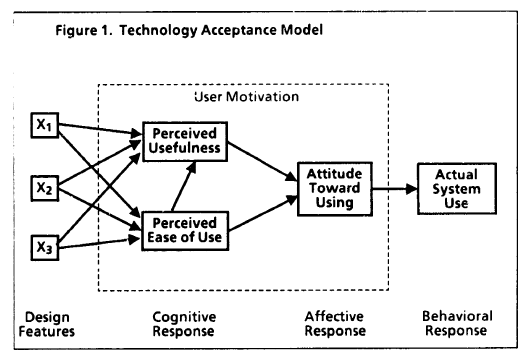 Figure 1. Technology Acceptance Model
User Motivation
X1
X2
X3
Perceived
Usefulness
Perceived
Ease of Use
Attitude
Toward
Using
Actual
System
Use
Design
Features
Cognitive
Response
Affective
Response
Behavioral
Response